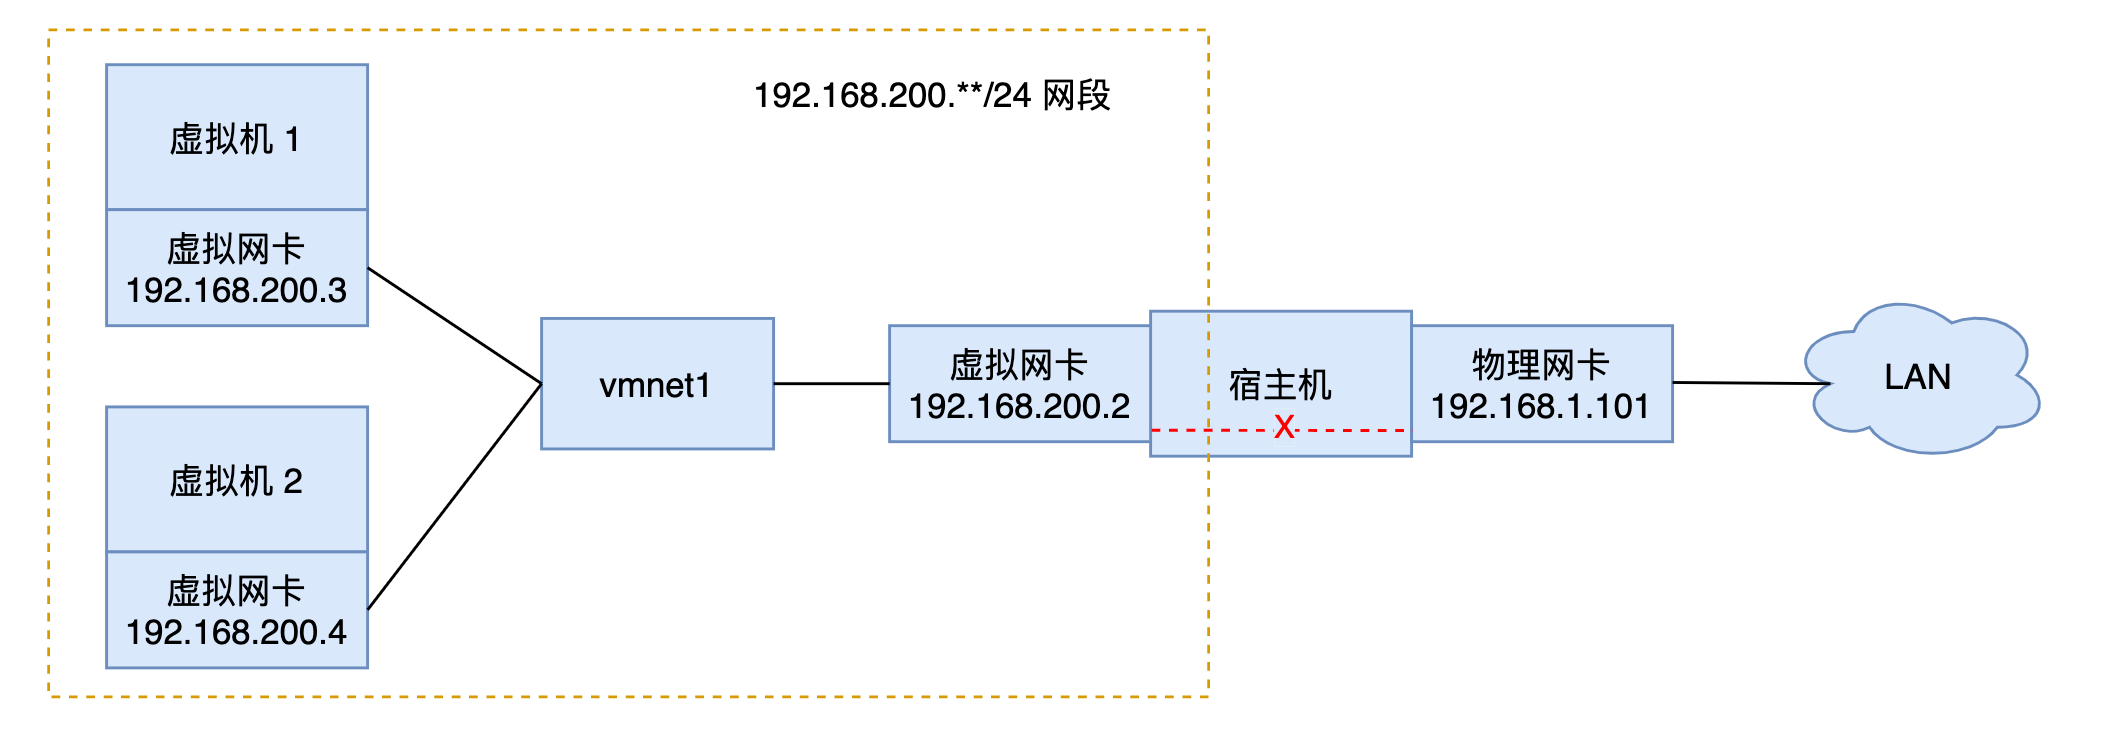 192.168.200.**/24 网段
虚拟机 1
虚拟网卡
192.168.200.3
vmnet1
虚拟网卡
192.168.200.2
宿主机
X
物理网卡
192.168.1.101
LAN
虚拟机 2
虚拟网卡
192.168.200.4